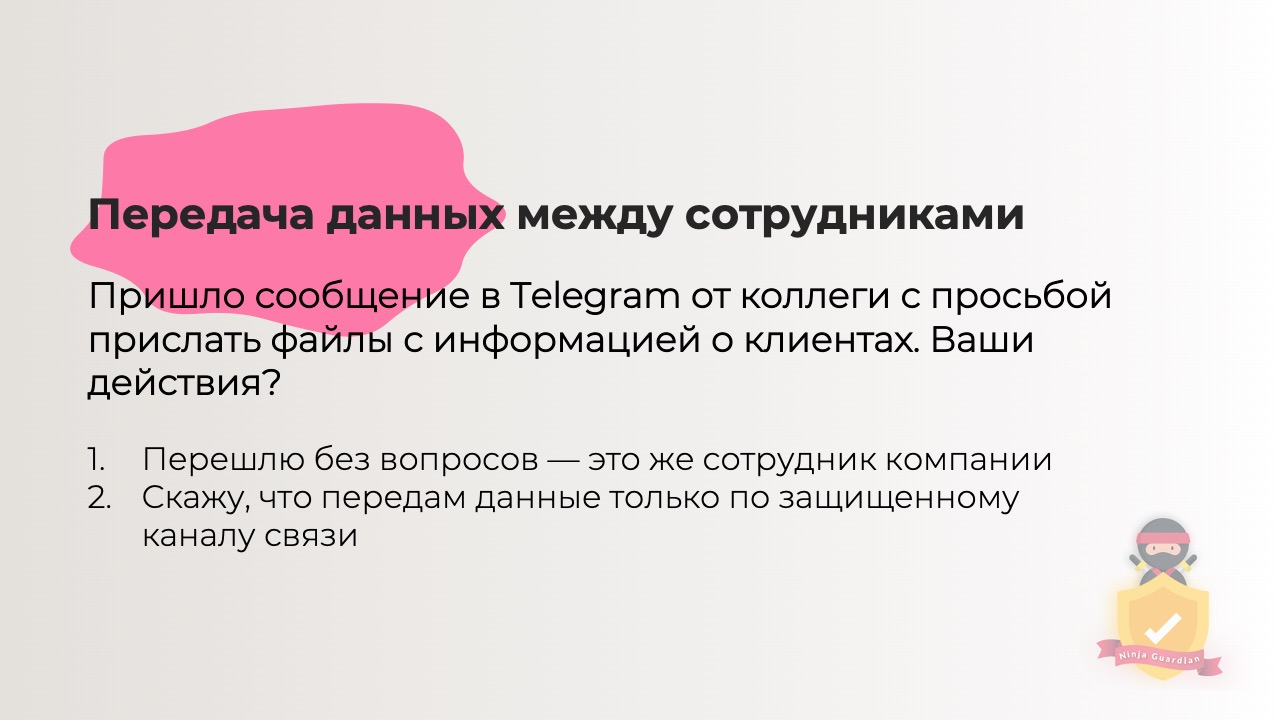 Передача данных между сотрудниками
Пришло сообщение в Telegram от коллеги с просьбой
прислать файлы с информацией о клиентах. Ваши
действия?
1. Перешлю без вопросов — это же сотрудник компании
2. Скажу, что передам данные только по защищенному
каналу связи
Ninja Guardian